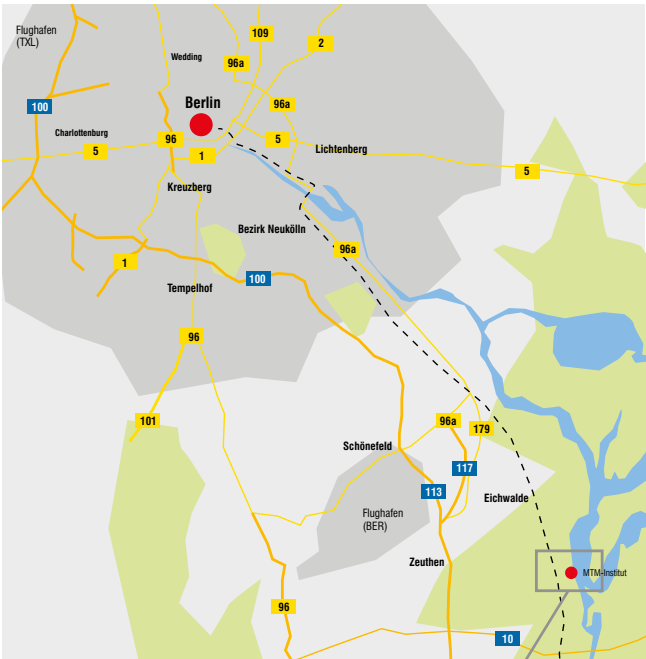 Flughafen
(TXL)
109
2
Wedding
96a
100
Berlin
96a
Charlottenburg
96
5
5
1
Lichtenberg
5
Kreuzberg
Bezirk Neukölln
96a
1
100
Tempelhof
96
101
96a
179
Schönefeld
117
113
Eichwalde
Flughafen
(BER)
Zeuthen
MTM-Institut
96
10